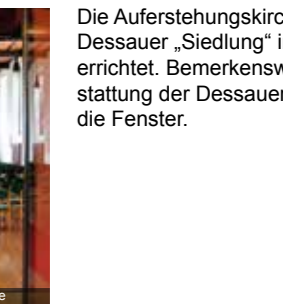 Die Auferstehungskirc
Dessauer „Siedlung“ i
errichtet. Bemerkensw
stattung der Dessauer
die Fenster.
e